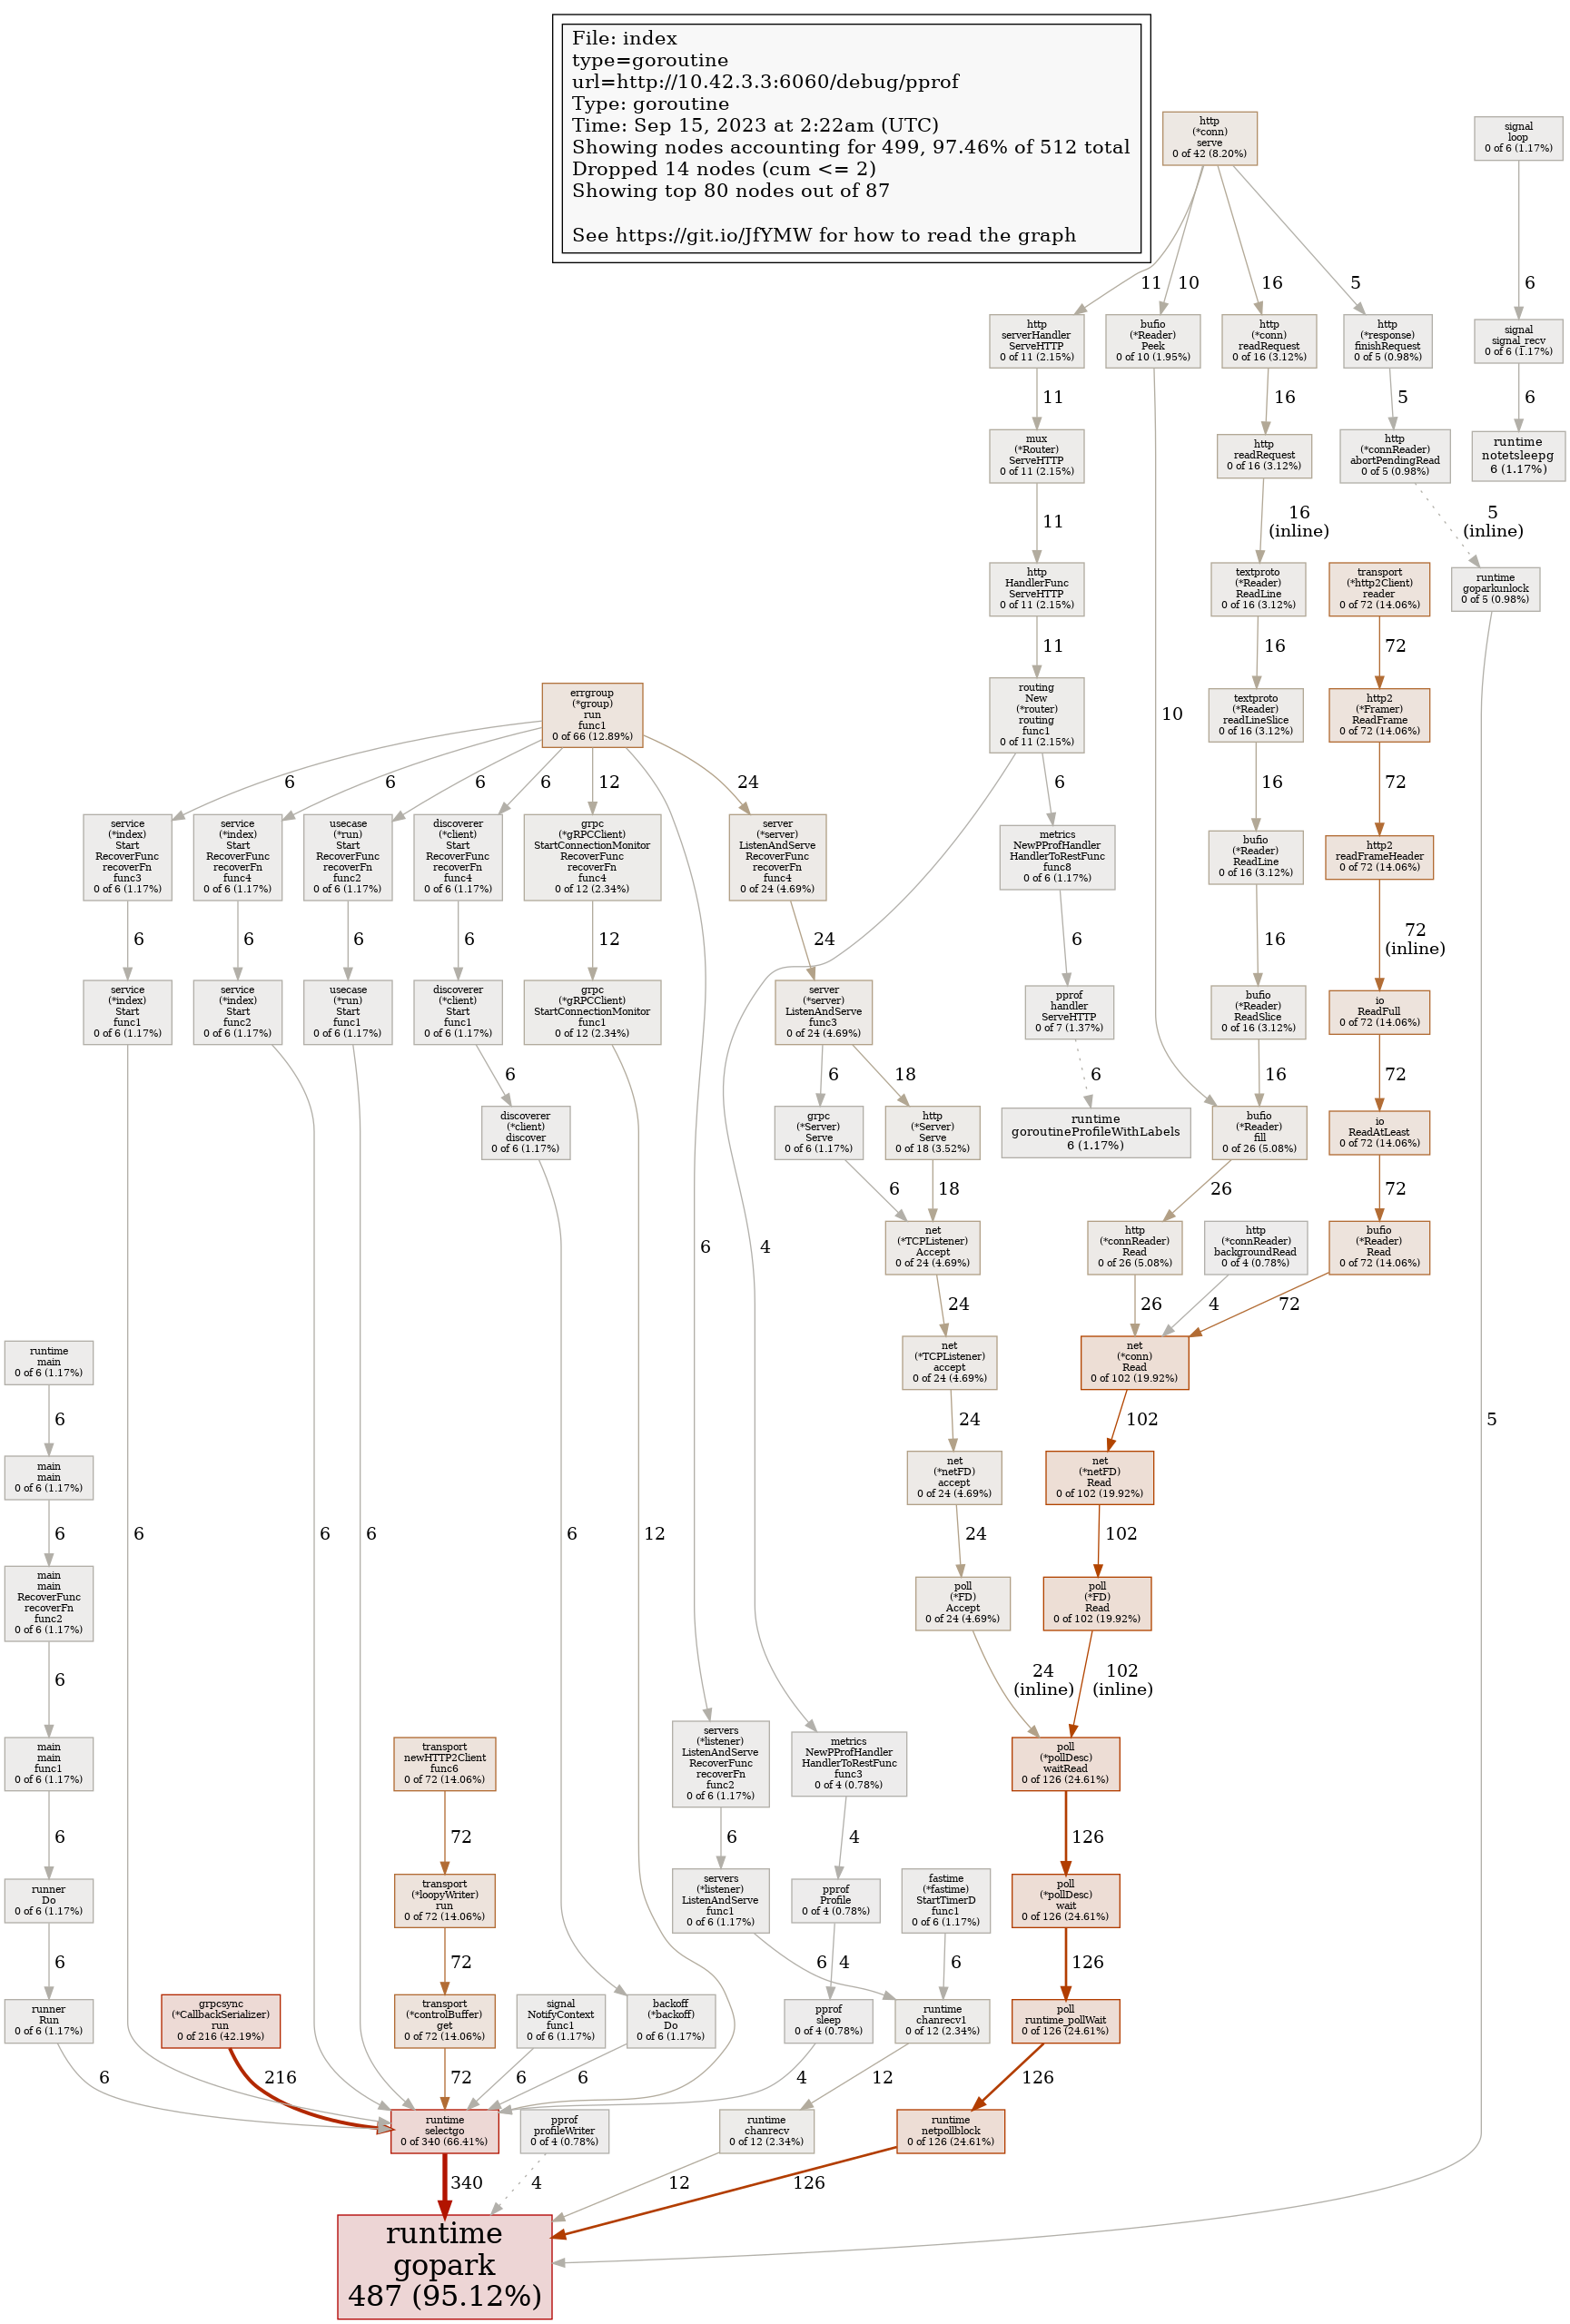 File: index
type=goroutine
url=http://10.42.3.3:6060/debug/pprof
Type: goroutine
Time: Sep 15, 2023 at 2:22am (UTC)
Showing nodes accounting for 499, 97.46% of 512 total
Dropped 14 nodes (cum <= 2)
Showing top 80 nodes out of 87
See https://git.io/JfYMW for how to read the graph
http
(*conn)
serve
0 of 42 (8.20%)
signal
loop
0 of 6 (1.17%)
11
10
16
5
6
http
serverHandler
ServeHTTP
0 of 11 (2.15%)
bufio
(*Reader)
Peek
0 of 10 (1.95%)
http
(*conn)
readRequest
0 of 16 (3.12%)
http
(*response)
finishRequest
0 of 5 (0.98%)
signal
signal_recv
0 of 6 (1.17%)
11
16
5
6
mux
(*Router)
ServeHTTP
0 of 11 (2.15%)
http
readRequest
0 of 16 (3.12%)
http
(*connReader)
abortPendingRead
0 of 5 (0.98%)
runtime
notetsleepg
6 (1.17%)
11
16
(inline)
5
(inline)
http
HandlerFunc
ServeHTTP
0 of 11 (2.15%)
textproto
(*Reader)
ReadLine
0 of 16 (3.12%)
transport
(*http2Client)
reader
0 of 72 (14.06%)
runtime
goparkunlock
0 of 5 (0.98%)
11
16
72
errgroup
(*group)
run
func1
0 of 66 (12.89%)
routing
New
(*router)
routing
func1
0 of 11 (2.15%)
textproto
(*Reader)
readLineSlice
0 of 16 (3.12%)
http2
(*Framer)
ReadFrame
0 of 72 (14.06%)
10
6
6
6
6
12
24
6
16
72
service
(*index)
Start
RecoverFunc
recoverFn
func3
0 of 6 (1.17%)
service
(*index)
Start
RecoverFunc
recoverFn
func4
0 of 6 (1.17%)
usecase
(*run)
Start
RecoverFunc
recoverFn
func2
0 of 6 (1.17%)
discoverer
(*client)
Start
RecoverFunc
recoverFn
func4
0 of 6 (1.17%)
grpc
(*gRPCClient)
StartConnectionMonitor
RecoverFunc
recoverFn
func4
0 of 12 (2.34%)
server
(*server)
ListenAndServe
RecoverFunc
recoverFn
func4
0 of 24 (4.69%)
metrics
NewPProfHandler
HandlerToRestFunc
func8
0 of 6 (1.17%)
bufio
(*Reader)
ReadLine
0 of 16 (3.12%)
http2
readFrameHeader
0 of 72 (14.06%)
6
6
6
6
12
24
6
16
72
(inline)
service
(*index)
Start
func1
0 of 6 (1.17%)
service
(*index)
Start
func2
0 of 6 (1.17%)
usecase
(*run)
Start
func1
0 of 6 (1.17%)
discoverer
(*client)
Start
func1
0 of 6 (1.17%)
grpc
(*gRPCClient)
StartConnectionMonitor
func1
0 of 12 (2.34%)
server
(*server)
ListenAndServe
func3
0 of 24 (4.69%)
pprof
handler
ServeHTTP
0 of 7 (1.37%)
bufio
(*Reader)
ReadSlice
0 of 16 (3.12%)
io
ReadFull
0 of 72 (14.06%)
6
6
18
6
16
72
discoverer
(*client)
discover
0 of 6 (1.17%)
grpc
(*Server)
Serve
0 of 6 (1.17%)
http
(*Server)
Serve
0 of 18 (3.52%)
runtime
goroutineProfileWithLabels
6 (1.17%)
bufio
(*Reader)
fill
0 of 26 (5.08%)
io
ReadAtLeast
0 of 72 (14.06%)
6
18
26
72
6
4
net
(*TCPListener)
Accept
0 of 24 (4.69%)
http
(*connReader)
Read
0 of 26 (5.08%)
http
(*connReader)
backgroundRead
0 of 4 (0.78%)
bufio
(*Reader)
Read
0 of 72 (14.06%)
24
26
4
72
runtime
main
0 of 6 (1.17%)
net
(*TCPListener)
accept
0 of 24 (4.69%)
net
(*conn)
Read
0 of 102 (19.92%)
6
24
102
5
main
main
0 of 6 (1.17%)
net
(*netFD)
accept
0 of 24 (4.69%)
net
(*netFD)
Read
0 of 102 (19.92%)
6
6
6
6
6
12
24
102
main
main
RecoverFunc
recoverFn
func2
0 of 6 (1.17%)
poll
(*FD)
Accept
0 of 24 (4.69%)
poll
(*FD)
Read
0 of 102 (19.92%)
6
24
(inline)
102
(inline)
main
main
func1
0 of 6 (1.17%)
transport
newHTTP2Client
func6
0 of 72 (14.06%)
servers
(*listener)
ListenAndServe
RecoverFunc
recoverFn
func2
0 of 6 (1.17%)
metrics
NewPProfHandler
HandlerToRestFunc
func3
0 of 4 (0.78%)
poll
(*pollDesc)
waitRead
0 of 126 (24.61%)
6
72
6
4
126
runner
Do
0 of 6 (1.17%)
transport
(*loopyWriter)
run
0 of 72 (14.06%)
servers
(*listener)
ListenAndServe
func1
0 of 6 (1.17%)
pprof
Profile
0 of 4 (0.78%)
fastime
(*fastime)
StartTimerD
func1
0 of 6 (1.17%)
poll
(*pollDesc)
wait
0 of 126 (24.61%)
6
72
6
4
6
126
runner
Run
0 of 6 (1.17%)
grpcsync
(*CallbackSerializer)
run
0 of 216 (42.19%)
transport
(*controlBuffer)
get
0 of 72 (14.06%)
signal
NotifyContext
func1
0 of 6 (1.17%)
backoff
(*backoff)
Do
0 of 6 (1.17%)
pprof
sleep
0 of 4 (0.78%)
runtime
chanrecv1
0 of 12 (2.34%)
poll
runtime_pollWait
0 of 126 (24.61%)
6
216
72
6
6
4
12
126
runtime
selectgo
0 of 340 (66.41%)
pprof
profileWriter
0 of 4 (0.78%)
runtime
chanrecv
0 of 12 (2.34%)
runtime
netpollblock
0 of 126 (24.61%)
340
4
12
126
runtime
gopark
487 (95.12%)